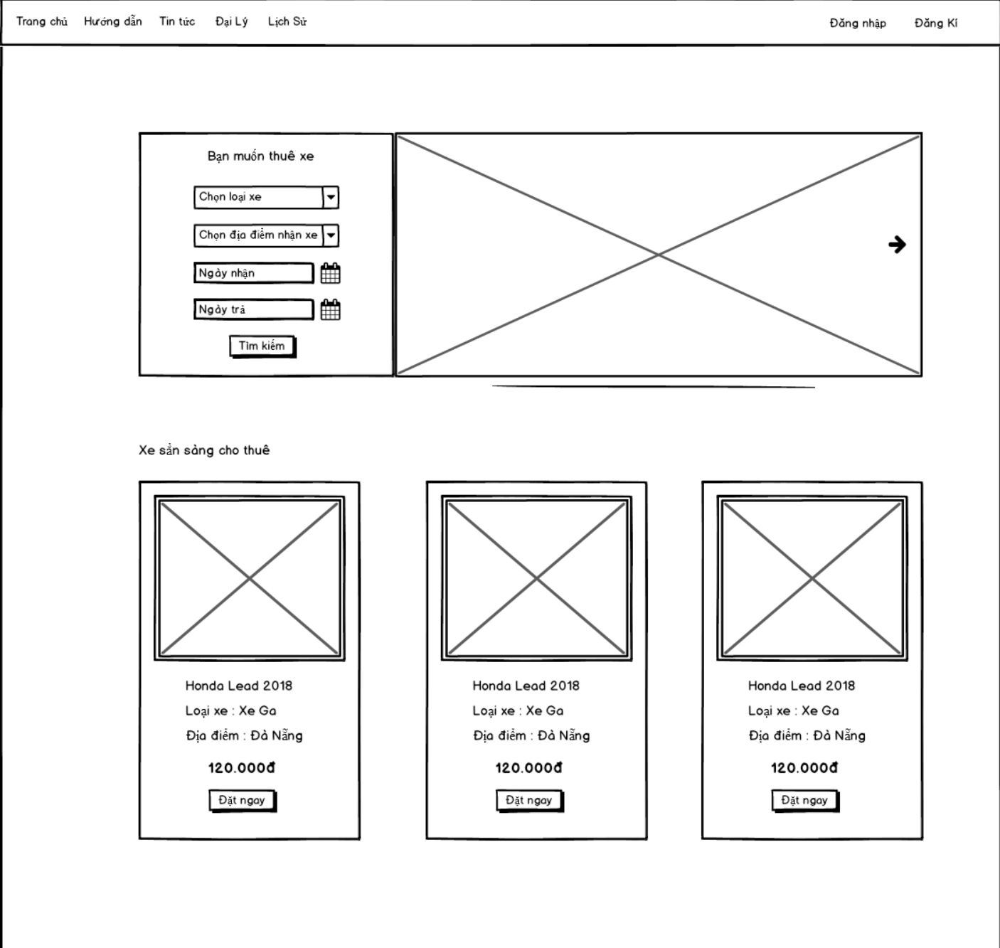 Trang chủ Hướng dẫn Tin tức Đại Lý Lịch Sử Đăng nhập Đăng Kí
Bạn muốn thuê xe
Chọn loại xe
Chọn địa điểm nhận xe
Ngày nhận
Ngày trả
Tìm kiếm
Xe sẳn sàng cho thuê
Honda Lead 2018
Loại xe : Xe Ga
Địa điểm : Đà Nẵng
120.000đ
Đặt ngay
Honda Lead 2018
Loại xe : Xe Ga
Địa điểm : Đà Nẵng
120.000đ
Đặt ngay
Honda Lead 2018
Loại xe : Xe Ga
Địa điểm : Đà Nẵng
120.000đ
Đặt ngay